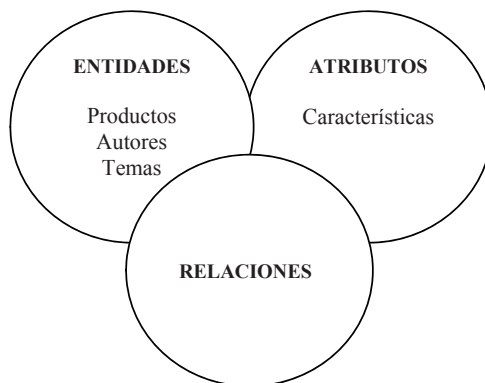 ENTIDADES
Productos
Autores
Temas
ATRIBUTOS
Características
RELACIONES